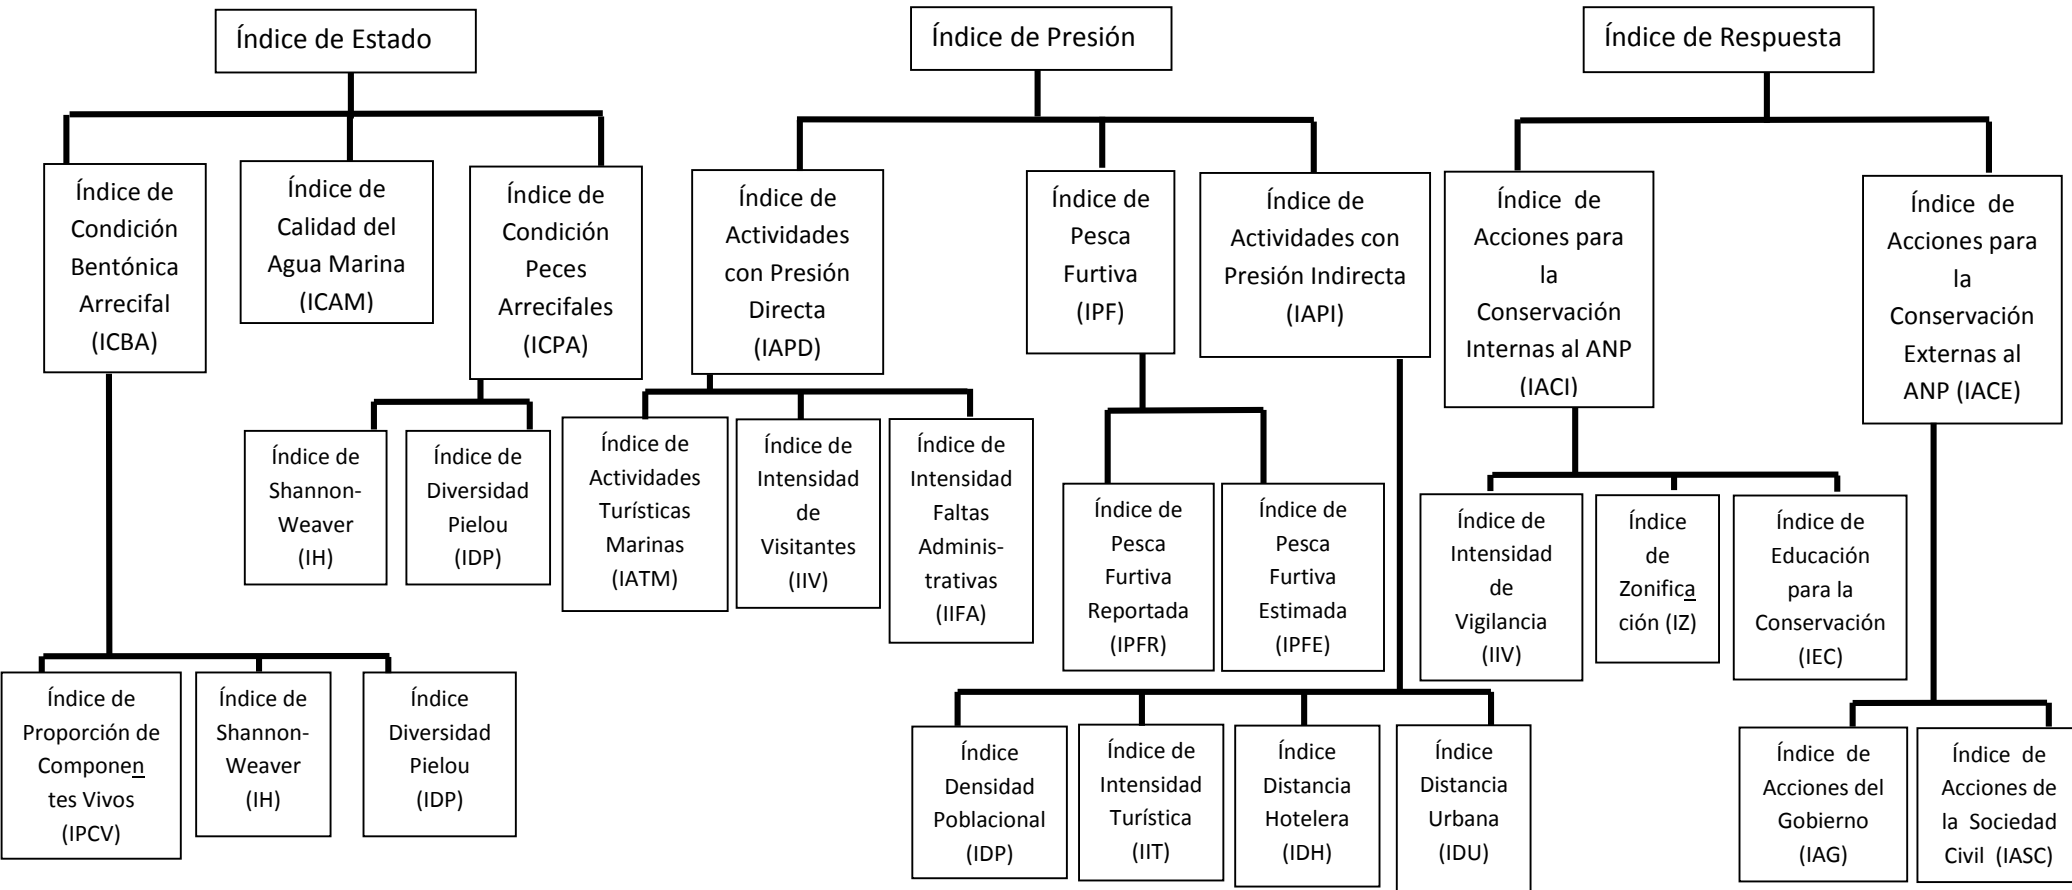 Índice de Estado
Índice de Presión
Índice de Respuesta
Índice de
Condición
Bentónica
Arrecifal
(ICBA)
Índice de
Calidad del
Agua Marina
(ICAM)
Índice de
Condición
Peces
Arrecifales
(ICPA)
Índice de
Actividades
con Presión
Directa
(IAPD)
Índice de
Pesca
Furtiva
(IPF)
Índice de
Actividades con
Presión Indirecta
(IAPI)
Índice de
Acciones para
la
Conservación
Internas al ANP
(IACI)
Índice de
Acciones para
la
Conservación
Externas al
ANP (IACE)
Índice de
Shannon-
Weaver
(IH)
Índice de
Diversidad
Pielou
(IDP)
Índice de
Actividades
Turísticas
Marinas
(IATM)
Índice de
Intensidad
de
Visitantes
(IIV)
Índice de
Intensidad
Faltas
Adminis-
trativas
(IIFA)
Índice de
Pesca
Furtiva
Reportada
(IPFR)
Índice de
Pesca
Furtiva
Estimada
(IPFE)
Índice de
Intensidad
de
Vigilancia
(IIV)
Índice
de
Zonifica
ción (IZ)
Índice de
Educación
para la
Conservación
(IEC)
Índice de
Proporción de
Componen
tes Vivos
(IPCV)
Índice de
Shannon-
Weaver
(IH)
Índice
Diversidad
Pielou
(IDP)
Índice
Densidad
Poblacional
(IDP)
Índice de
Intensidad
Turística
(IIT)
Índice
Distancia
Hotelera
(IDH)
Índice
Distancia
Urbana
(IDU)
Índice de
Acciones del
Gobierno
(IAG)
Índice de
Acciones de
la Sociedad
Civil (IASC)